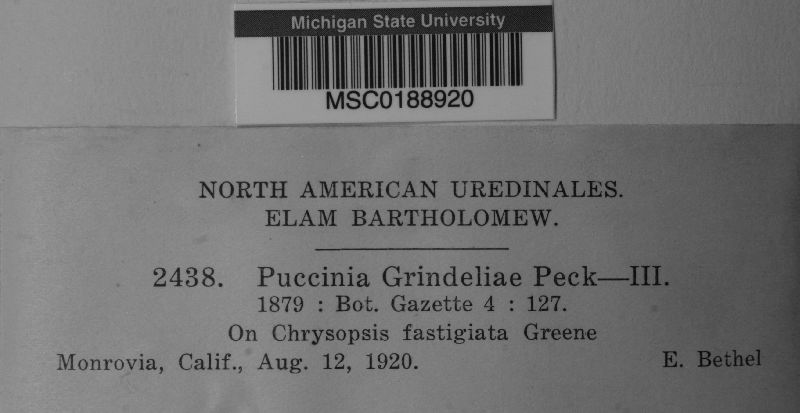 Michigan State University
MSC0188920
NORTH AMERICAN UREDINALES.
ELAM BARTHOLOMEW.
2438. Puccinia Grindeliae Peck—III.
1879 : Bot. Gazette 4 : 127.
On Chrysopsis fastigiata Greene
Monrovia, Calif., Aug. 12, 1920. E. Bethel